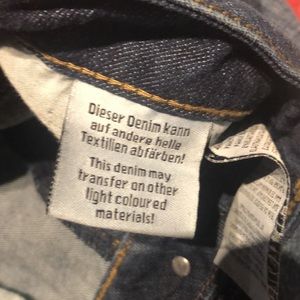 Dieser Denim kann
auf andere helle
Textilien abfärben!
This denim may
transfer on other
light coloured
materials!